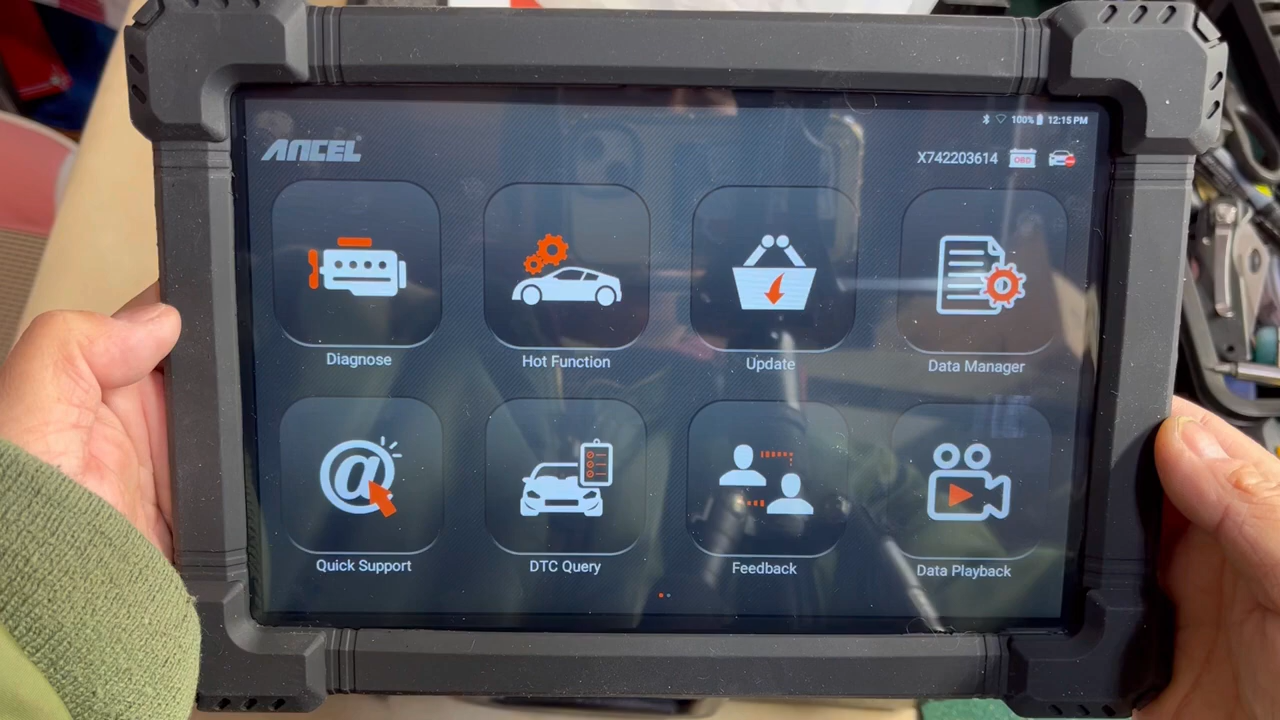 100% 12:15 PM
ANCEL
X742203614 OBD
Diagnose
Hot Function
Update
Data Manager
@
Quick Support
DTC Query
Feedback
Data Playback